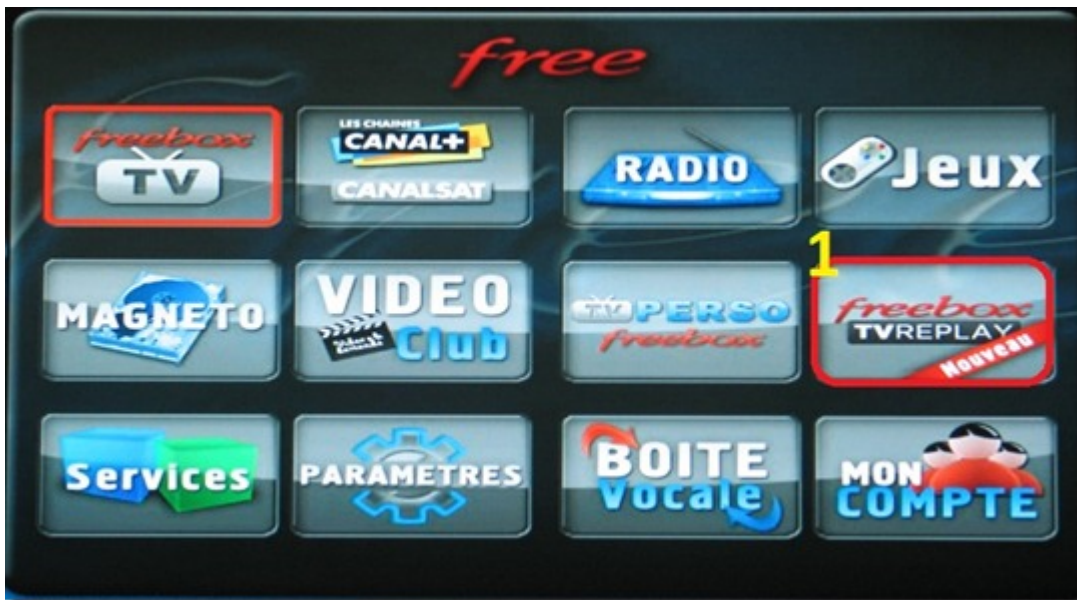 free
freebox
TV
LES CHAINES
CANAL+
CANALSAT
RADIO
Jeux
1
MAGNETO
VIDEO
Club
TV PERSO
freebox
freebox
TVREPLAY
Nouveau
Services
PARAMETRES
BOITE
Vocale
MON
COMPTE